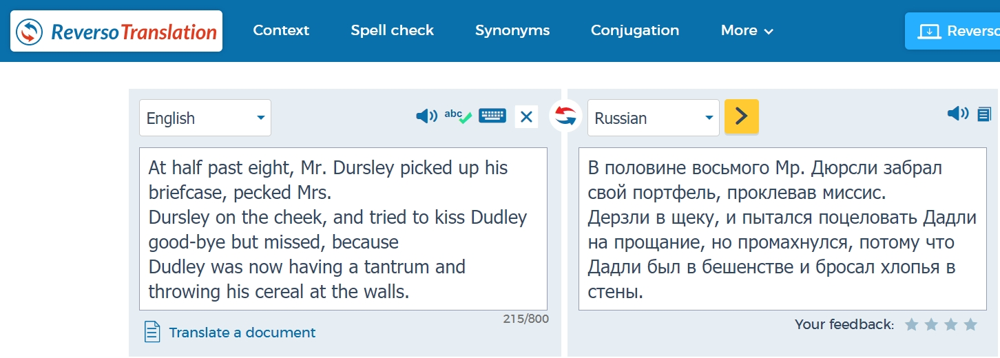 ReversoTranslation
Context
Spell check
Synonyms
Conjugation
More
Reverso
English
abc
Russian
At half past eight, Mr. Dursley picked up his
briefcase, pecked Mrs.
Dursley on the cheek, and tried to kiss Dudley
good-bye but missed, because
Dudley was now having a tantrum and
throwing his cereal at the walls.
215/800
Translate a document
В половине восьмого Мр. Дюрсли забрал
свой портфель, проклевав миссис.
Дерзли в щеку, и пытался поцеловать Дадли
на прощание, но промахнулся, потому что
Дадли был в бешенстве и бросал хлопья в
стены.
Your feedback: